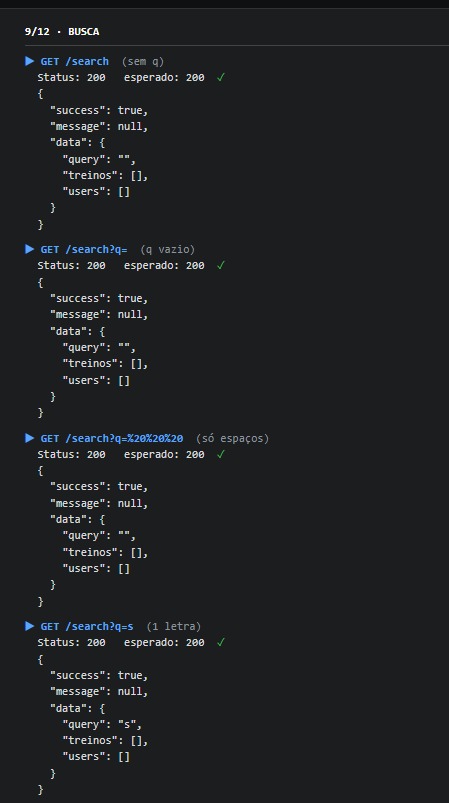 9/12 · BUSCA
▶ GET /search (sem q)
Status: 200 esperado: 200 ✓
{
"success": true,
"message": null,
"data": {
"query": "",
"treinos": [],
"users": []
}
}
▶ GET /search?q= (q vazio)
Status: 200 esperado: 200 ✓
{
"success": true,
"message": null,
"data": {
"query": "",
"treinos": [],
"users": []
}
}
▶ GET /search?q=%20%20%20 (só espaços)
Status: 200 esperado: 200 ✓
{
"success": true,
"message": null,
"data": {
"query": "",
"treinos": [],
"users": []
}
}
▶ GET /search?q=s (1 letra)
Status: 200 esperado: 200 ✓
{
"success": true,
"message": null,
"data": {
"query": "s",
"treinos": [],
"users": []
}
}